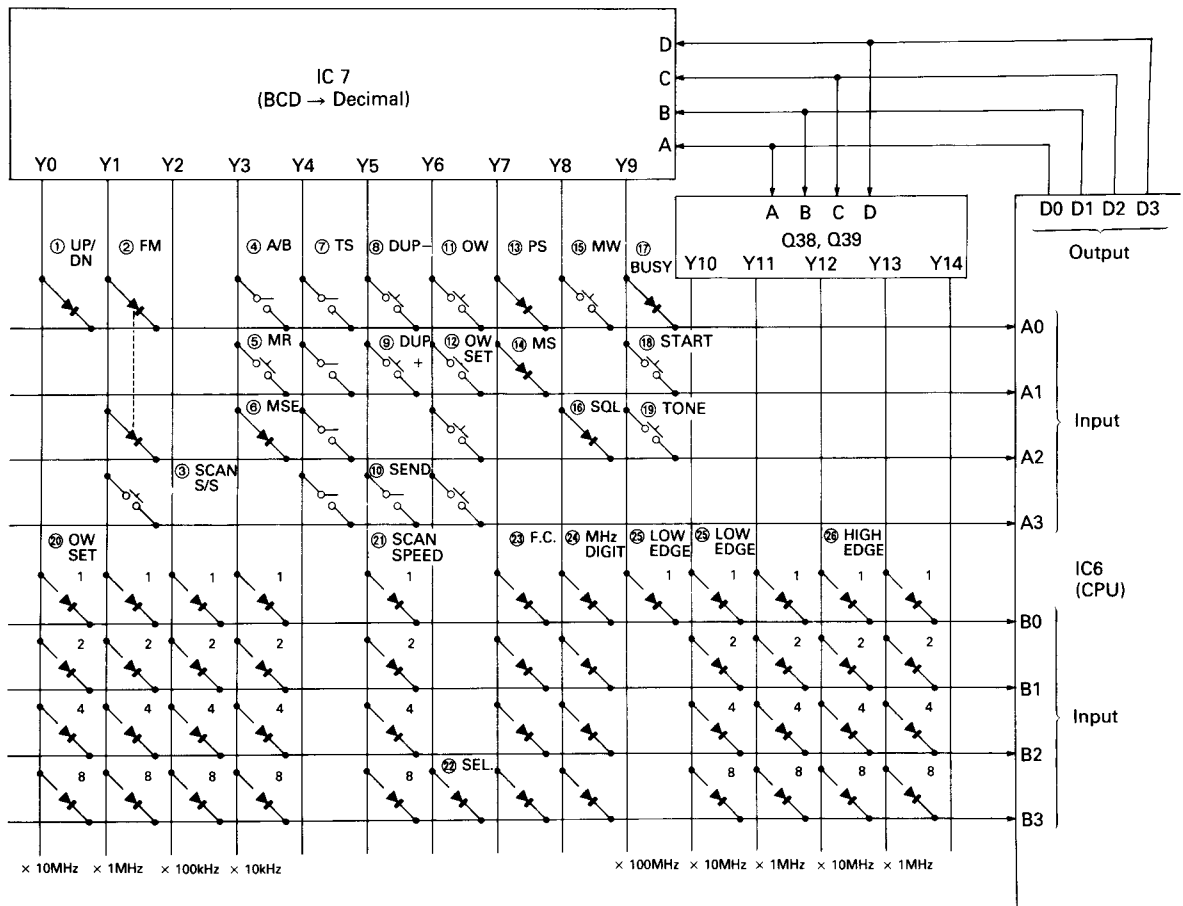 IC 7
(BCD → Decimal)
D
C
B
A
Y0 Y1 Y2 Y3 Y4 Y5 Y6 Y7 Y8 Y9
A B C D
Q38, Q39
Y10 Y11 Y12 Y13 Y14
D0 D1 D2 D3
Output
① UP/
DN
② FM
④ A/B
⑦ TS
⑧ DUP−
⑪ OW
⑬ PS
⑮ MW
⑰
BUSY
A0
⑤ MR
⑨ DUP
+
⑫ OW
SET
⑭ MS
⑱ START
A1
Input
⑥ MSE
⑯ SQL
⑲ TONE
A2
③ SCAN
S/S
⑩ SEND
A3
⑳ OW
SET
㉑ SCAN
SPEED
㉓ F.C.
㉔ MHz
DIGIT
㉕ LOW
EDGE
㉕ LOW
EDGE
㉖ HIGH
EDGE
IC6
(CPU)
1 1 1 1 1 1 1 1 1 1
B0
2 2 2 2 2 2 2 2 2
B1
4 4 4 4 4 4 4 4 4
B2
Input
㉒ SEL.
8 8 8 8 8 8 8 8 8
B3
× 10MHz × 1MHz × 100kHz × 10kHz × 100MHz × 10MHz × 1MHz × 10MHz × 1MHz